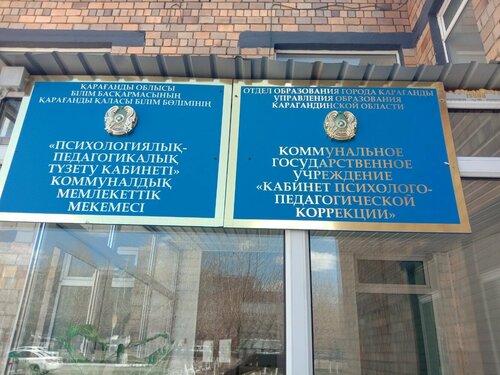 ҚАРАҒАНДЫ ОБЛЫСЫ
БІЛІМ БАСҚАРМАСЫНЫҢ
ҚАРАҒАНДЫ ҚАЛАСЫ БІЛІМ БӨЛІМІНІҢ
«ПСИХОЛОГИЯЛЫҚ-
ПЕДАГОГИКАЛЫҚ
ТҮЗЕТУ КАБИНЕТІ»
КОММУНАЛДЫҚ
МЕМЛЕКЕТТІК
МЕКЕМЕСІ
ОТДЕЛ ОБРАЗОВАНИЯ ГОРОДА КАРАГАНДЫ
УПРАВЛЕНИЯ ОБРАЗОВАНИЯ
КАРАГАНДИНСКОЙ ОБЛАСТИ
КОММУНАЛЬНОЕ
ГОСУДАРСТВЕННОЕ
УЧРЕЖДЕНИЕ
«КАБИНЕТ ПСИХОЛОГО-
ПЕДАГОГИЧЕСКОЙ
КОРРЕКЦИИ»